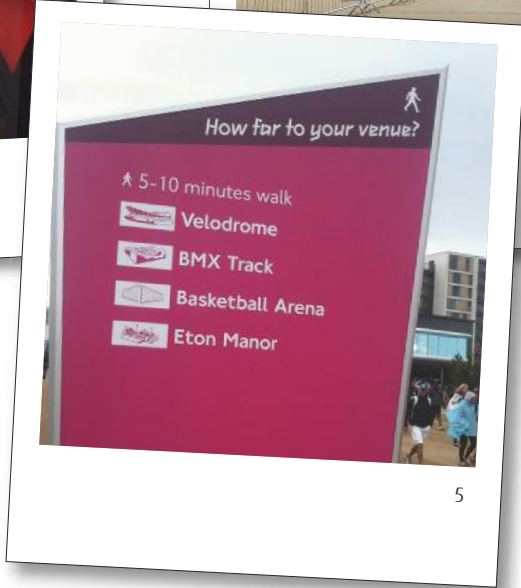 How far to your venue?
5-10 minutes walk
Velodrome
BMX Track
Basketball Arena
Eton Manor
5